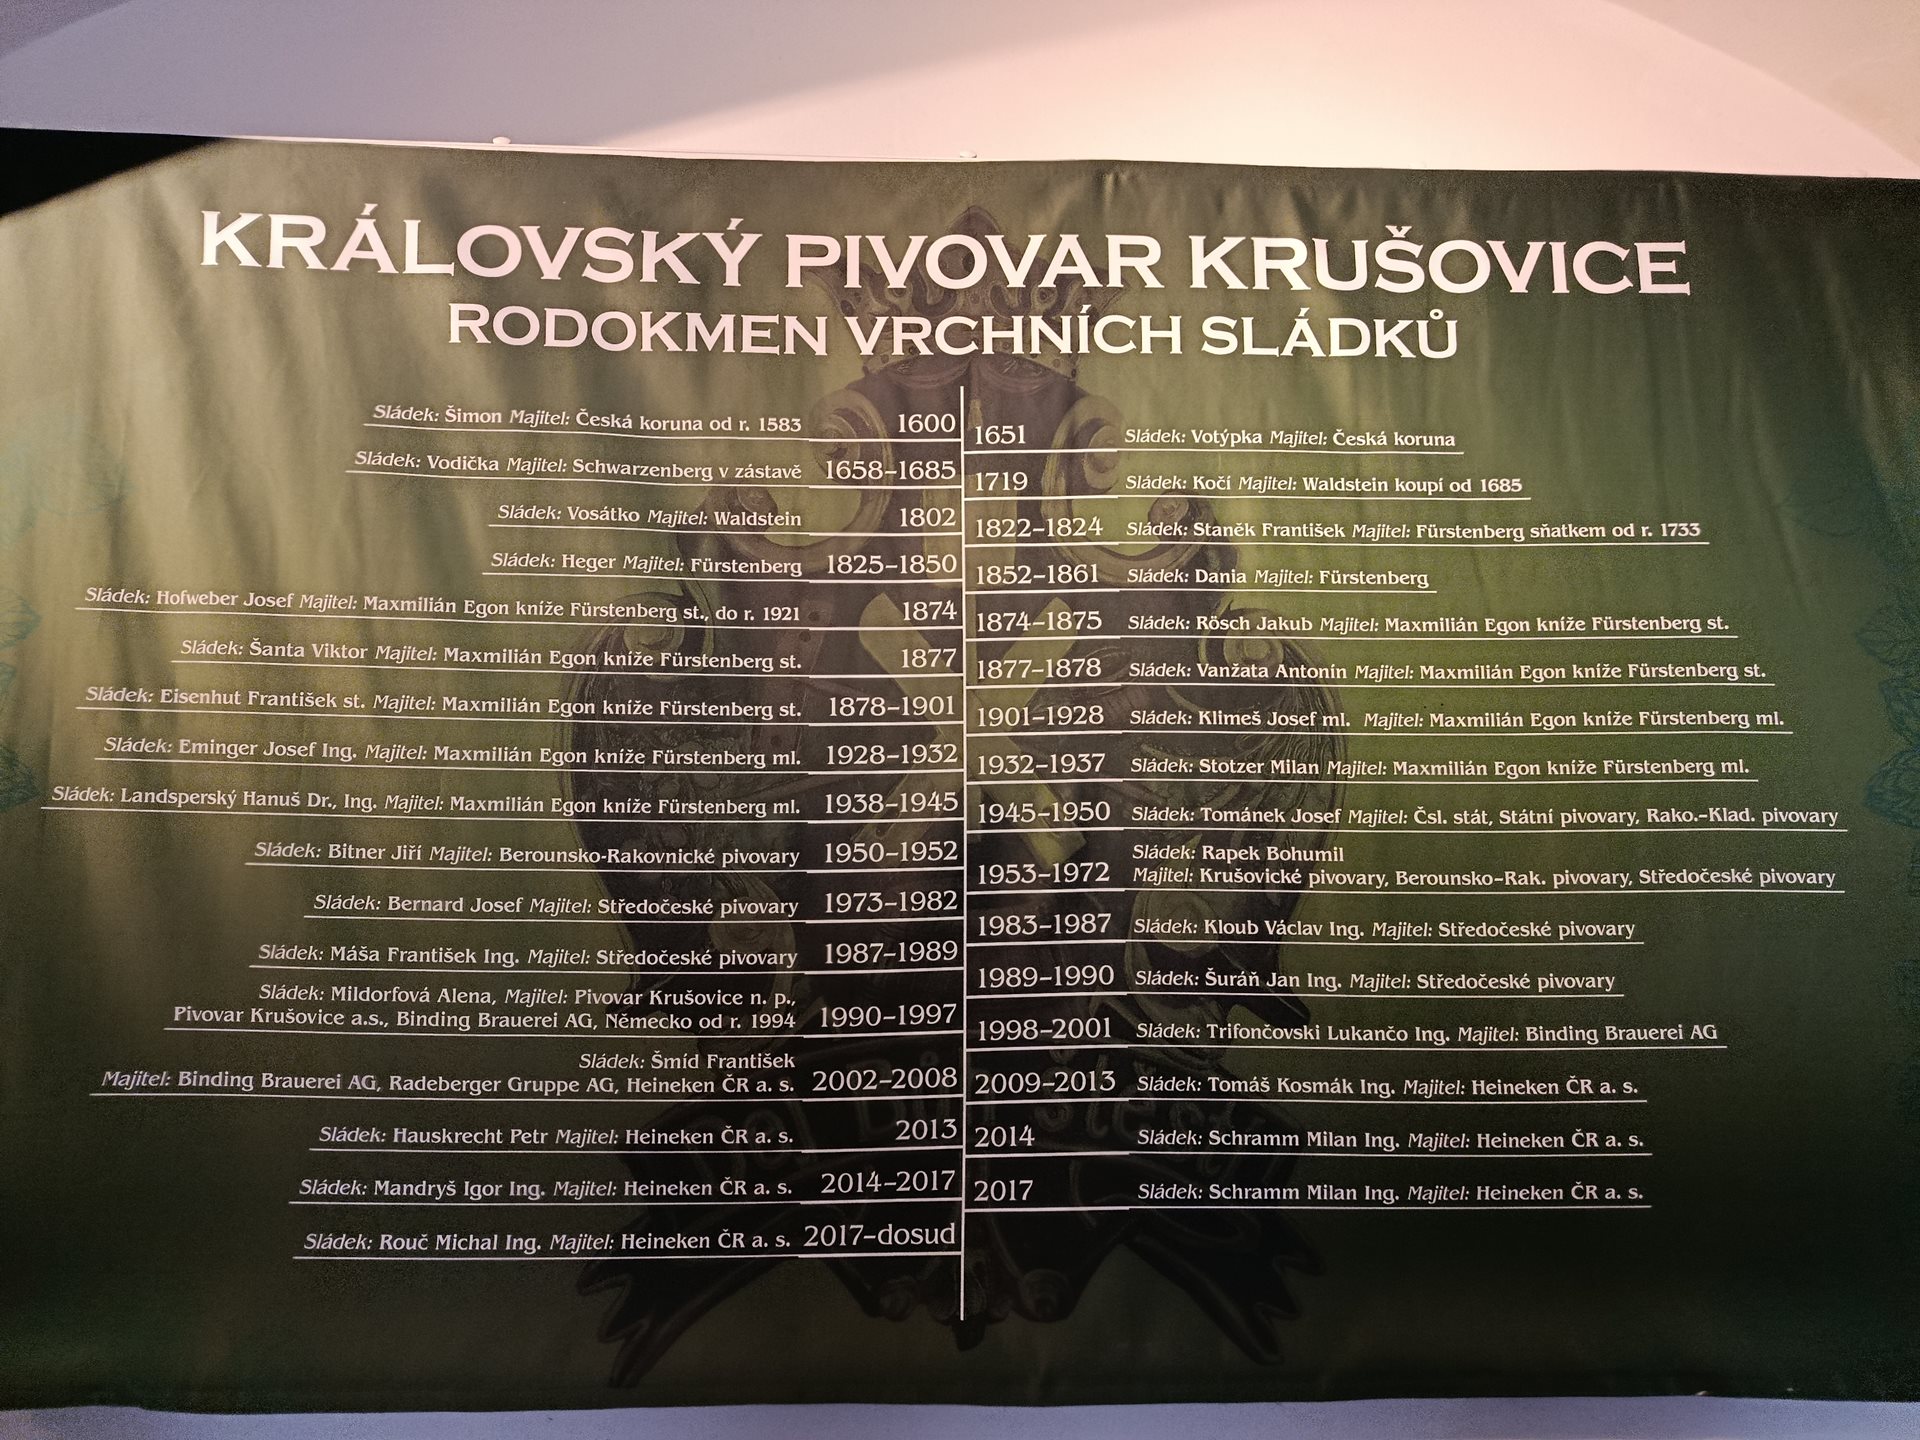 KRÁLOVSKÝ PIVOVAR KRUŠOVICE
RODOKMEN VRCHNÍCH SLÁDKŮ
Sládek: Šimon Majitel: Česká koruna od r. 1583 1600
1651 Sládek: Votýpka Majitel: Česká koruna
Sládek: Vodička Majitel: Schwarzenberg v zástavě 1658–1685
1719 Sládek: Kočí Majitel: Waldstein koupí od 1685
Sládek: Vosátko Majitel: Waldstein 1802
1822–1824 Sládek: Staněk František Majitel: Fürstenberg sňatkem od r. 1733
Sládek: Heger Majitel: Fürstenberg 1825–1850
1852–1861 Sládek: Dania Majitel: Fürstenberg
Sládek: Hofweber Josef Majitel: Maxmilián Egon kníže Fürstenberg st., do r. 1921 1874
1874–1875 Sládek: Rösch Jakub Majitel: Maxmilián Egon kníže Fürstenberg st.
Sládek: Šanta Viktor Majitel: Maxmilián Egon kníže Fürstenberg st. 1877
1877–1878 Sládek: Vanžata Antonín Majitel: Maxmilián Egon kníže Fürstenberg st.
Sládek: Eisenhut František st. Majitel: Maxmilián Egon kníže Fürstenberg st. 1878–1901
1901–1928 Sládek: Klimeš Josef ml. Majitel: Maxmilián Egon kníže Fürstenberg ml.
Sládek: Eminger Josef Ing. Majitel: Maxmilián Egon kníže Fürstenberg ml. 1928–1932
1932–1937 Sládek: Stotzer Milan Majitel: Maxmilián Egon kníže Fürstenberg ml.
Sládek: Landsperský Hanuš Dr., Ing. Majitel: Maxmilián Egon kníže Fürstenberg ml. 1938–1945
1945–1950 Sládek: Tománek Josef Majitel: Čsl. stát, Státní pivovary, Rako.-Klad. pivovary
Sládek: Bitner Jiří Majitel: Berounsko-Rakovnické pivovary 1950–1952
Sládek: Rapek Bohumil
1953–1972 Majitel: Krušovické pivovary, Berounsko–Rak. pivovary, Středočeské pivovary
Sládek: Bernard Josef Majitel: Středočeské pivovary 1973–1982
1983–1987 Sládek: Kloub Václav Ing. Majitel: Středočeské pivovary
Sládek: Máša František Ing. Majitel: Středočeské pivovary 1987–1989
1989–1990 Sládek: Šuráň Jan Ing. Majitel: Středočeské pivovary
Sládek: Mildorfová Alena, Majitel: Pivovar Krušovice n. p.,
Pivovar Krušovice a.s., Binding Brauerei AG, Německo od r. 1994 1990–1997
1998–2001 Sládek: Trifončovski Lukančo Ing. Majitel: Binding Brauerei AG
Sládek: Šmíd František
Majitel: Binding Brauerei AG, Radeberger Gruppe AG, Heineken ČR a. s. 2002–2008
2009–2013 Sládek: Tomáš Kosmák Ing. Majitel: Heineken ČR a. s.
Sládek: Hauskrecht Petr Majitel: Heineken ČR a. s. 2013
2014 Sládek: Schramm Milan Ing. Majitel: Heineken ČR a. s.
Sládek: Mandryš Igor Ing. Majitel: Heineken ČR a. s. 2014–2017
2017 Sládek: Schramm Milan Ing. Majitel: Heineken ČR a. s.
Sládek: Rouč Michal Ing. Majitel: Heineken ČR a. s. 2017–dosud